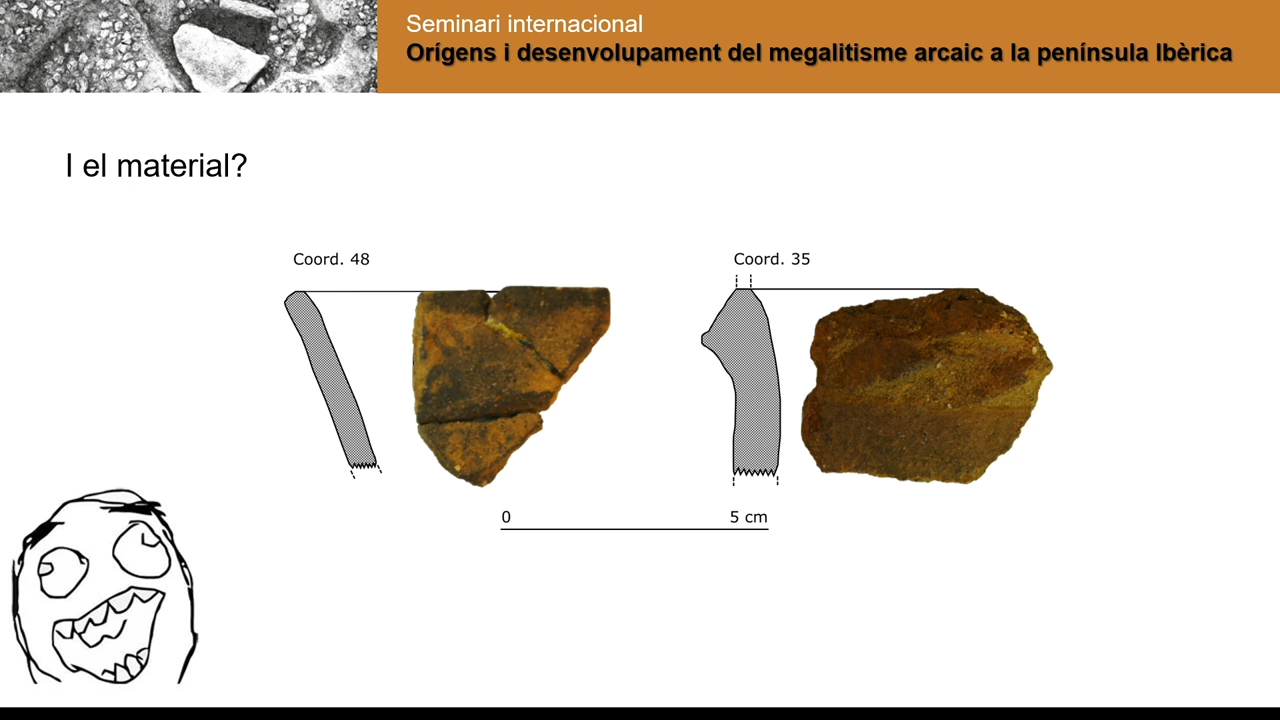 Seminari internacional
Orígens i desenvolupament del megalitisme arcaic a la península Ibèrica
I el material?
Coord. 48
Coord. 35
0 5 cm